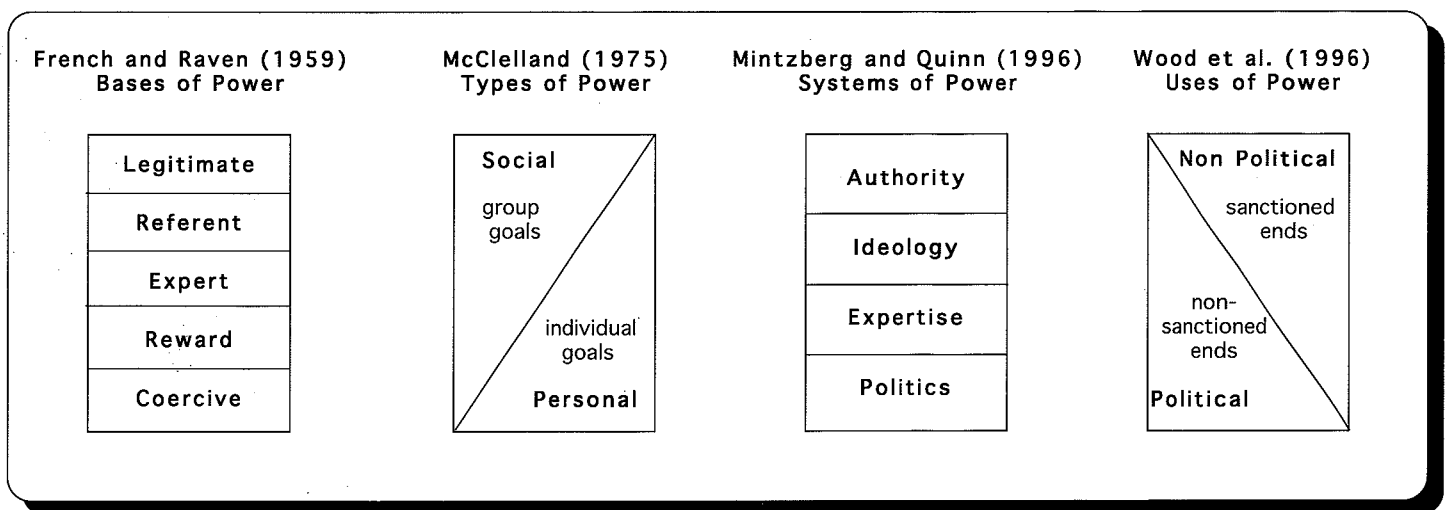 French and Raven (1959)
Bases of Power
Legitimate
Referent
Expert
Reward
Coercive
McClelland (1975)
Types of Power
Social
group
goals
individual
goals
Personal
Mintzberg and Quinn (1996)
Systems of Power
Authority
Ideology
Expertise
Politics
Wood et al. (1996)
Uses of Power
Non Political
sanctioned
ends
non-
sanctioned
ends
Political